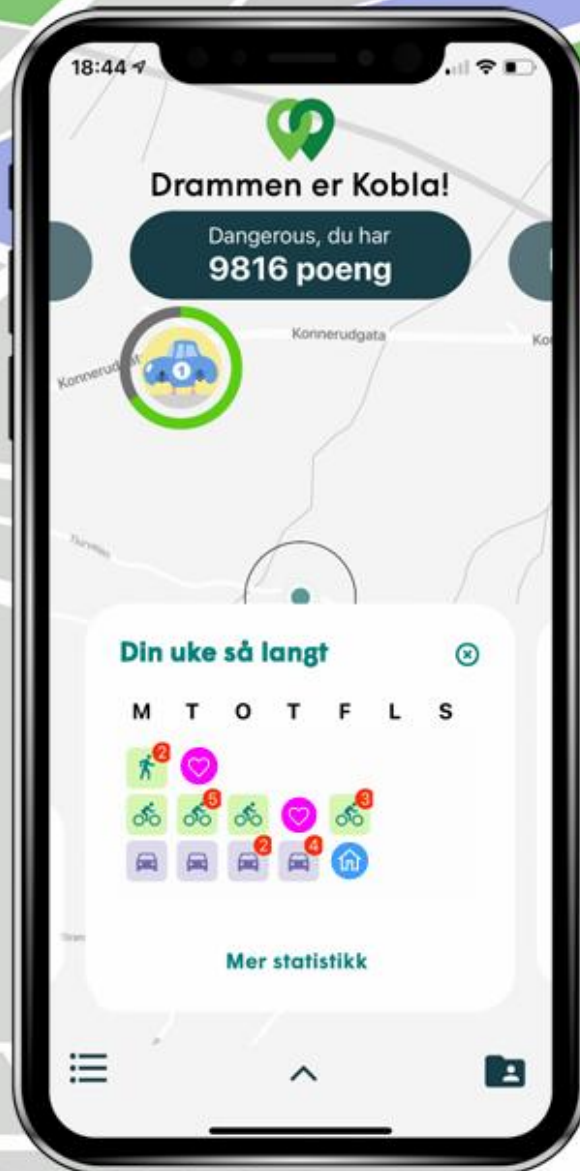 18:44
Drammen er Kobla!
Dangerous, du har
9816 poeng
Konnerudgata
1
Din uke så langt
M T O T F L S
2
5 3
2 4
Mer statistikk